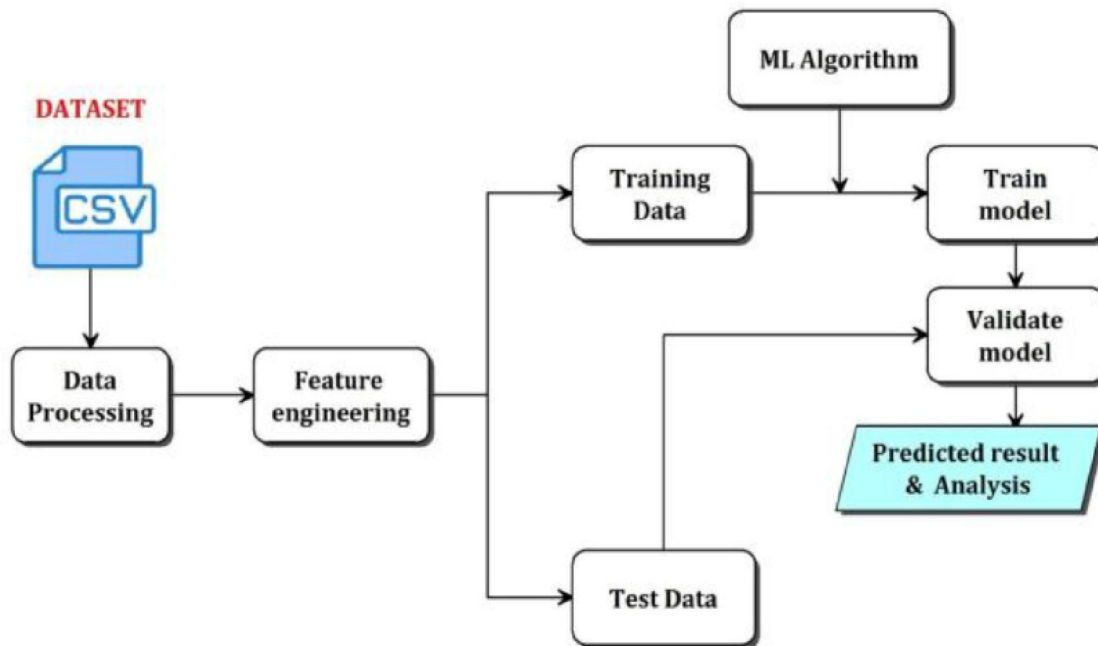 ML Algorithm
DATASET
CSV
Training
Data
Train
model
Validate
model
Data
Processing
Feature
engineering
Predicted result
& Analysis
Test Data